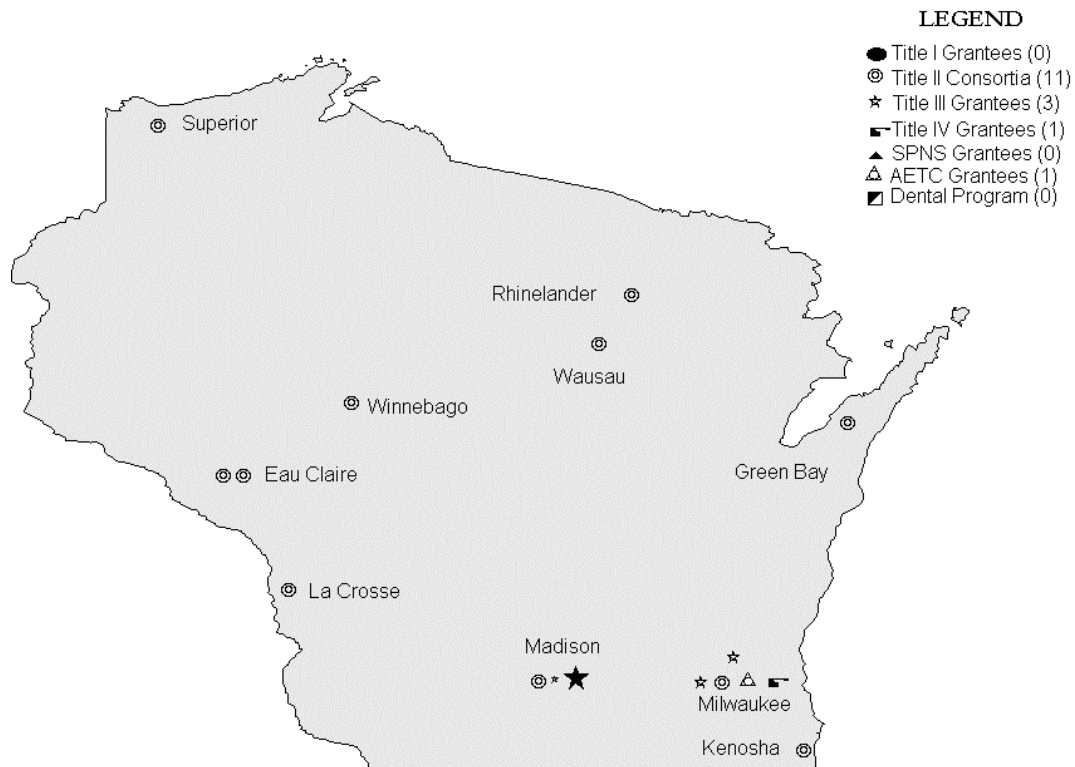 LEGEND
Title I Grantees (0)
Title II Consortia (11)
Title III Grantees (3)
Title IV Grantees (1)
SPNS Grantees (0)
AETC Grantees (1)
Dental Program (0)
Superior
Rhinelander
Wausau
Winnebago
Green Bay
Eau Claire
La Crosse
Madison
Milwaukee
Kenosha